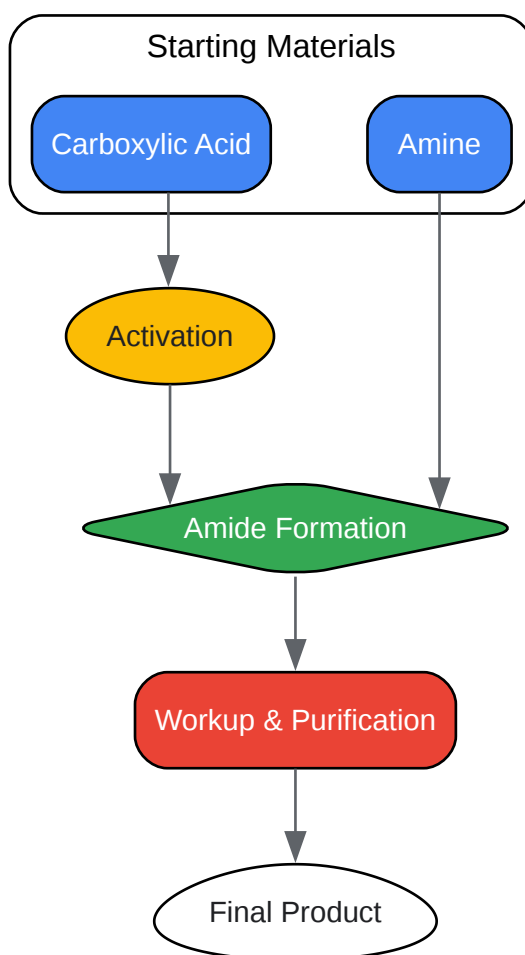 Starting Materials
Carboxylic Acid
Amine
Activation
Amide Formation
Workup & Purification
Final Product